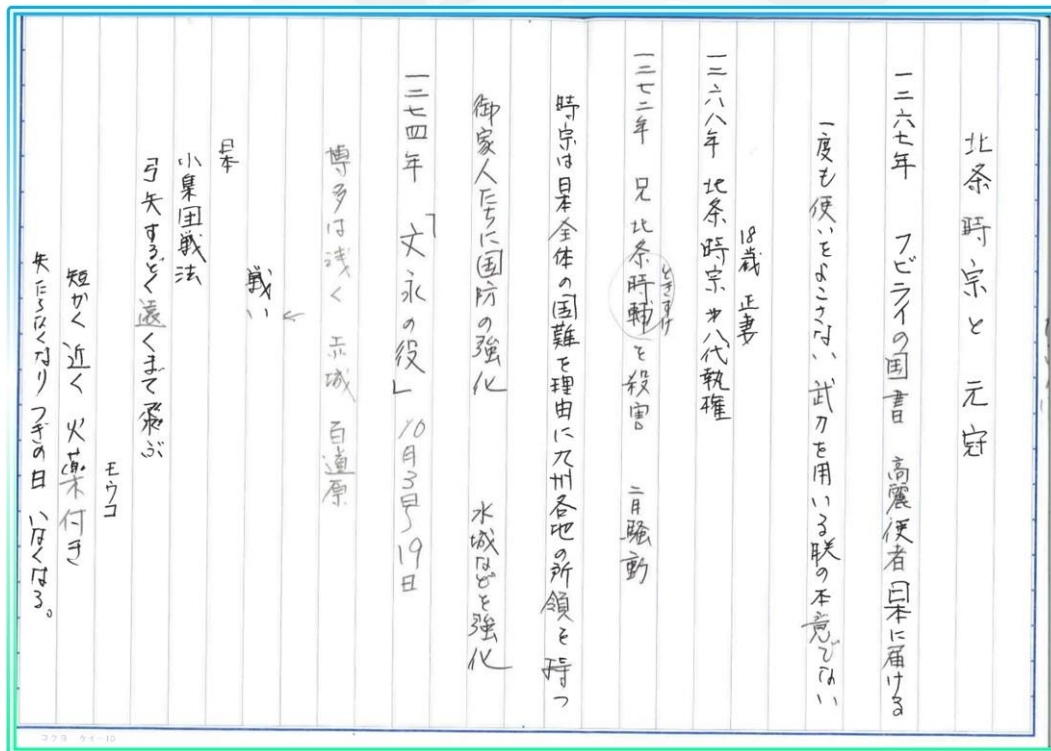 北条時宗と 元寇
一二六七年 フビライの国書 高麗使者 日本に届ける
一度も使いをよこさない 武力を用いる朕の本意でない
18歳 正妻
一二六八年 北条時宗 オ八代執権
一二七二年 兄 北条時輔を殺害 二月騒動
ときすけ
時宗は日本全体の国難を理由に九州各地の所領を持つ
御家人たちに国防の強化 水城などを強化
一二七四年 「文永の役」 10月3日〜19日
博多は浅く 赤城 百道原
戦い
日本
小集団戦法
弓矢するどく遠くまで飛ぶ
モウコ
短かく 近く 火薬付き
矢たらなくなり つぎの日 いなくなる。
コクヨ ケイ-10